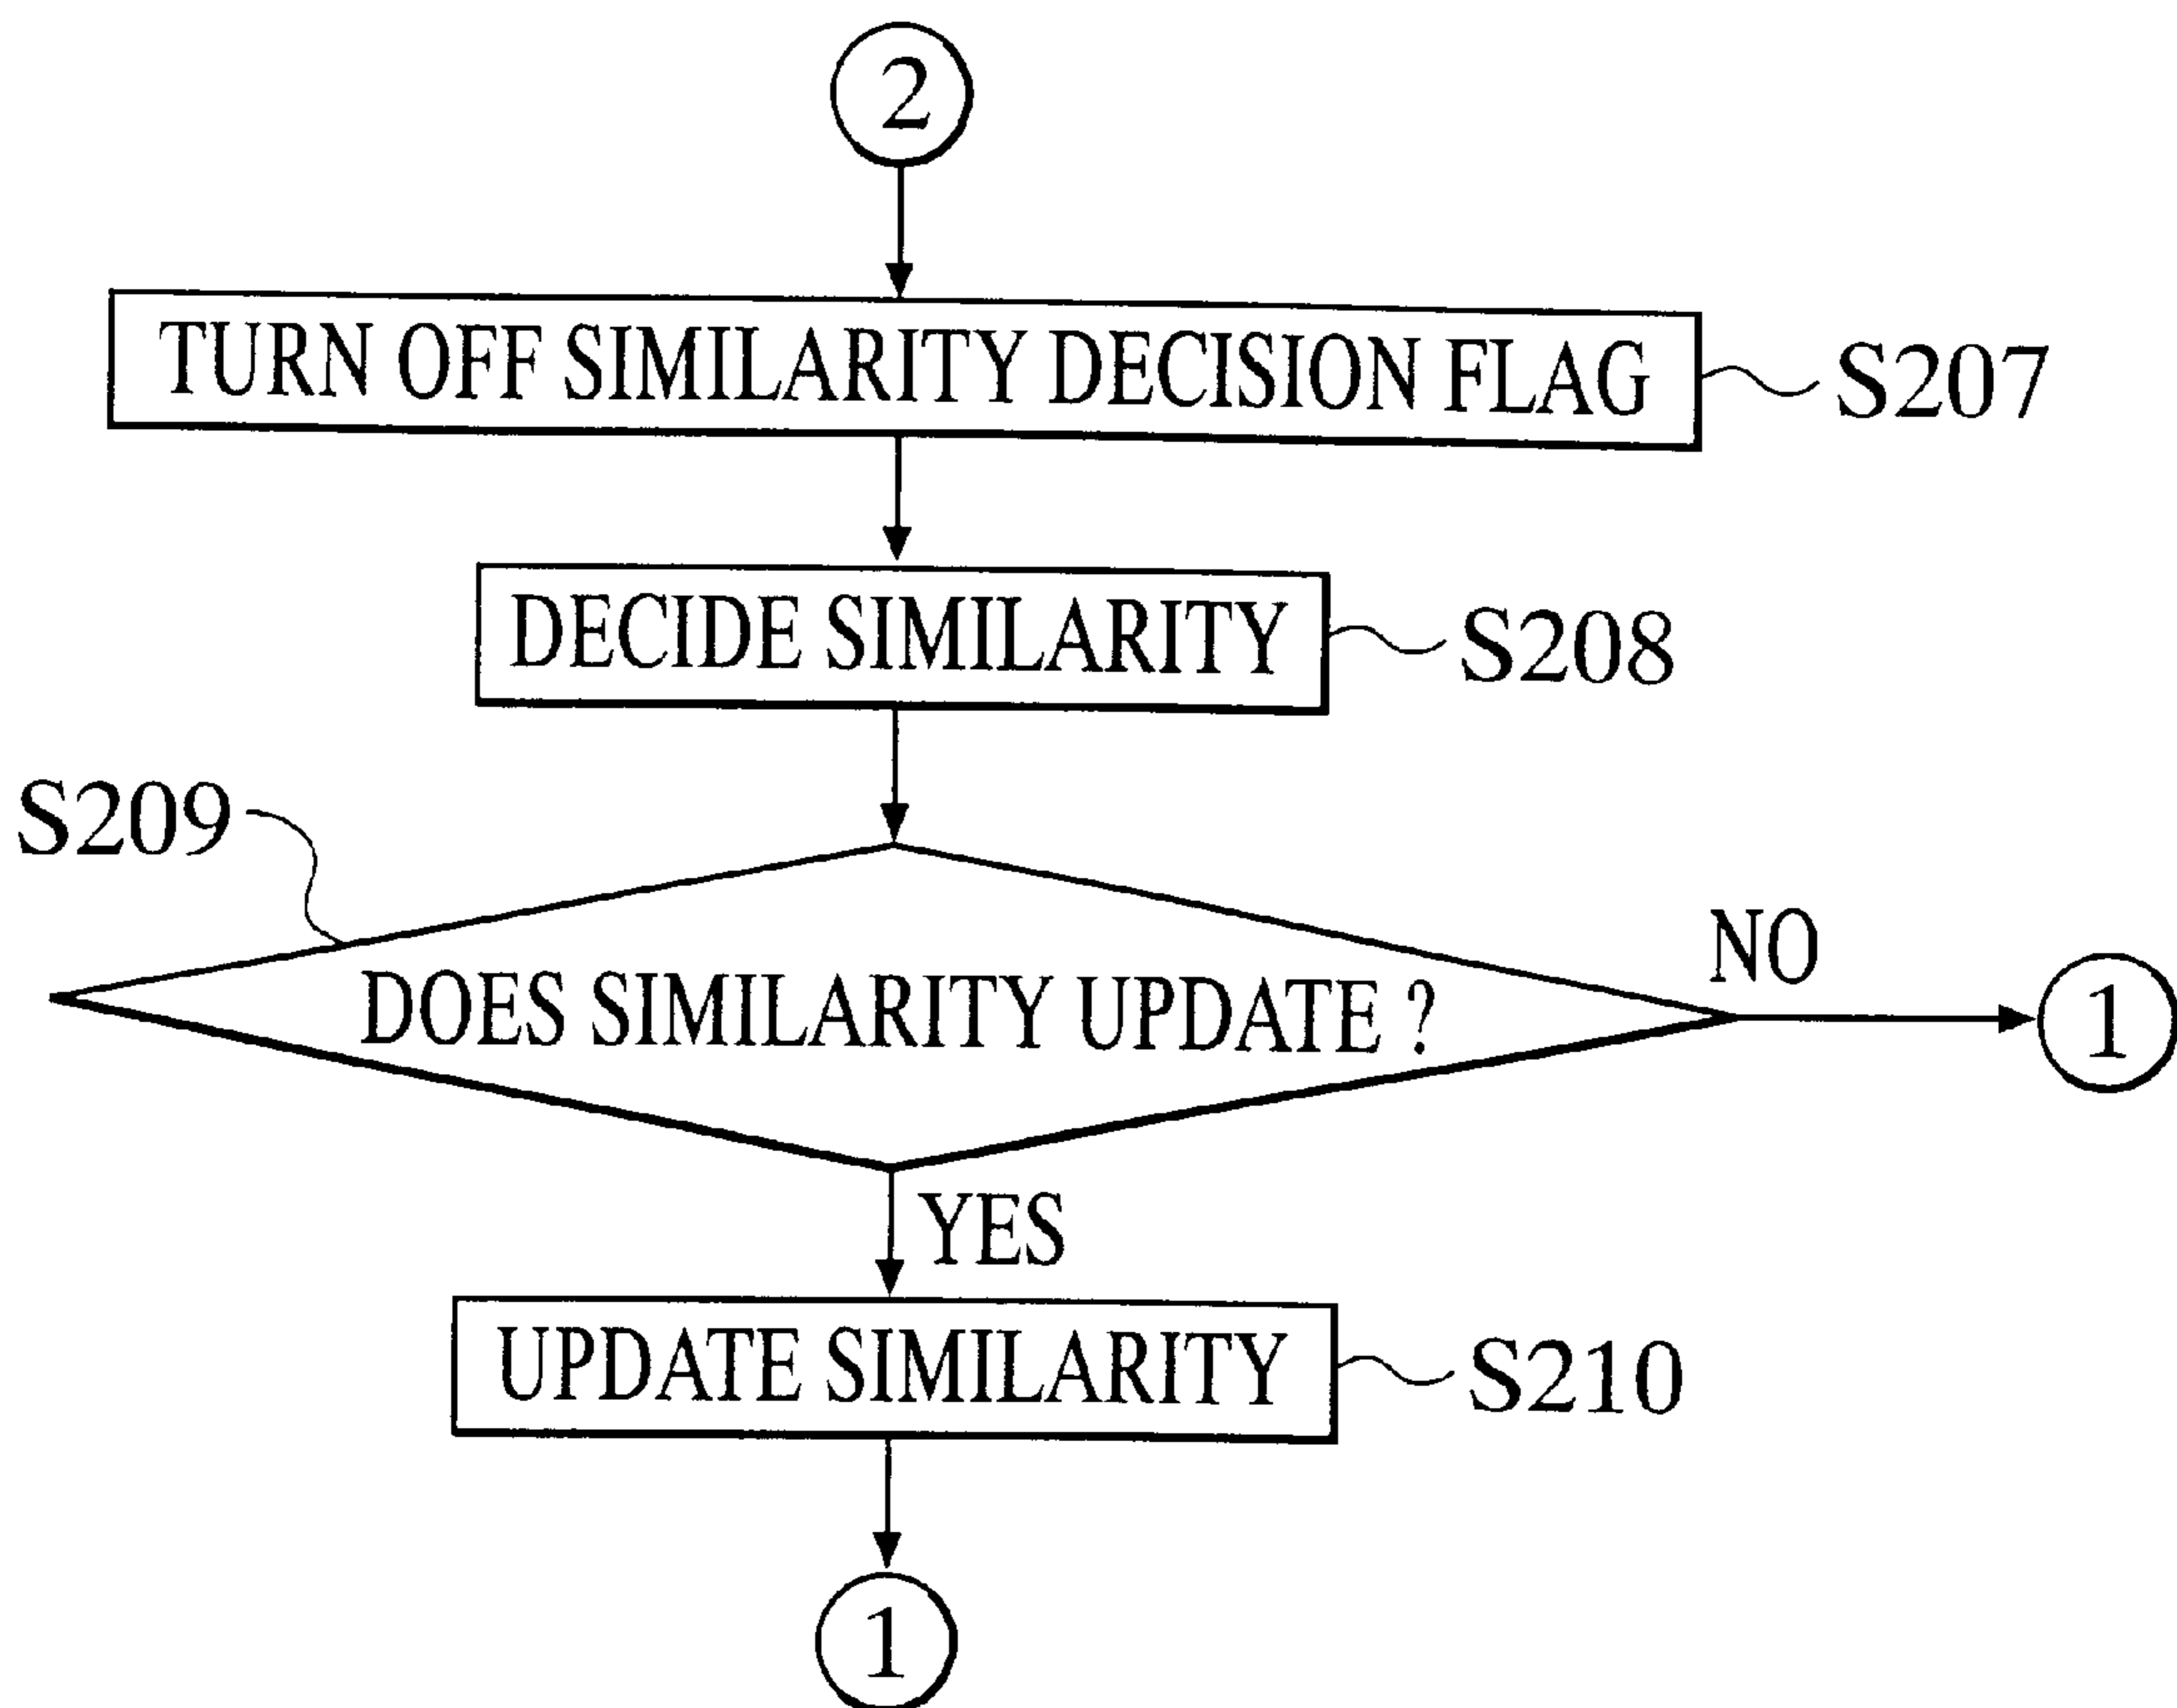 2
TURN OFF SIMILARITY DECISION FLAG
S207
DECIDE SIMILARITY
S208
S209
DOES SIMILARITY UPDATE ?
NO
1
YES
UPDATE SIMILARITY
S210
1